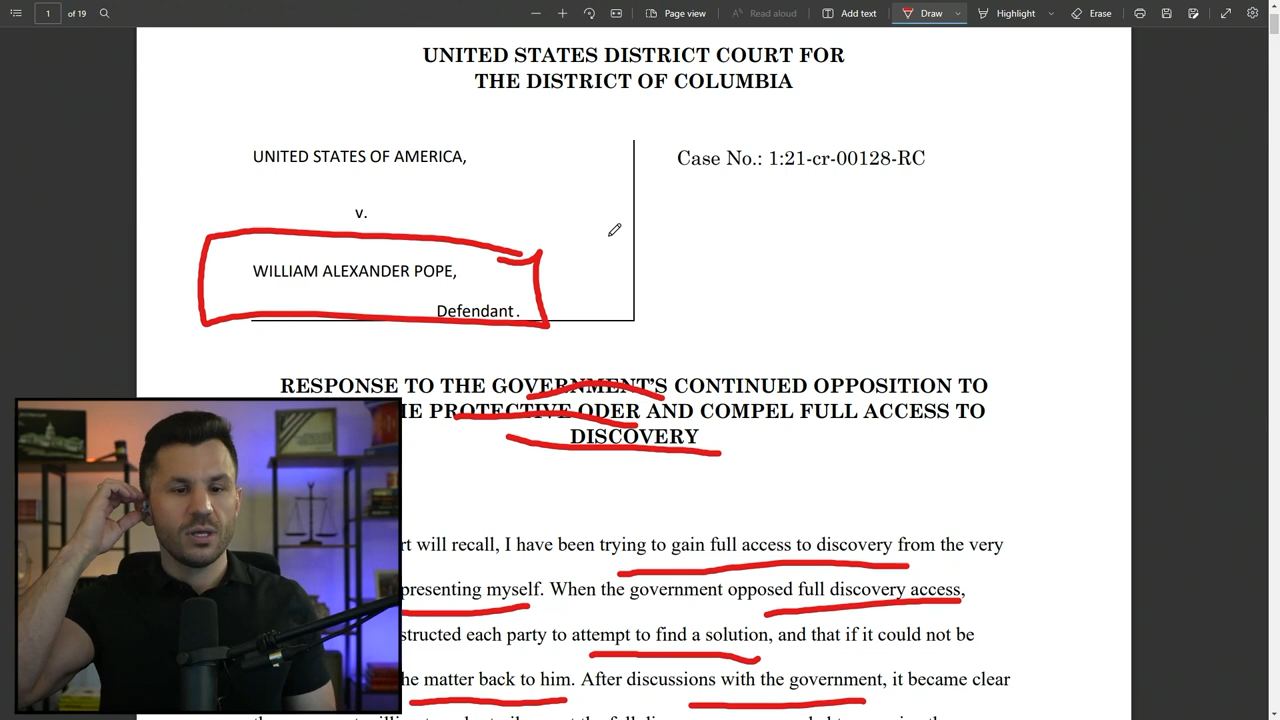 1 of 19 Page view Read aloud Add text Draw Highlight Erase
UNITED STATES DISTRICT COURT FOR
THE DISTRICT OF COLUMBIA
UNITED STATES OF AMERICA,
Case No.: 1:21-cr-00128-RC
v.
WILLIAM ALEXANDER POPE,
Defendant.
RESPONSE TO THE GOVERNMENT'S CONTINUED OPPOSITION TO
PROTECTIVE ODER AND COMPEL FULL ACCESS TO
DISCOVERY
will recall, I have been trying to gain full access to discovery from the very
presenting myself. When the government opposed full discovery access,
structed each party to attempt to find a solution, and that if it could not be
matter back to him. After discussions with the government, it became clear